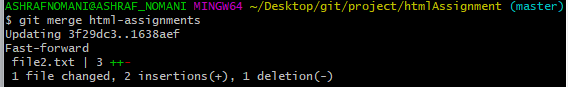 ASHRAFNOMANI@ASHRAF_NOMANI MINGW64 ~/Desktop/git/project/htmlAssignment (master)
$ git merge html-assignments
Updating 3f29dc3..1638aef
Fast-forward
 file2.txt | 3 ++-
 1 file changed, 2 insertions(+), 1 deletion(-)